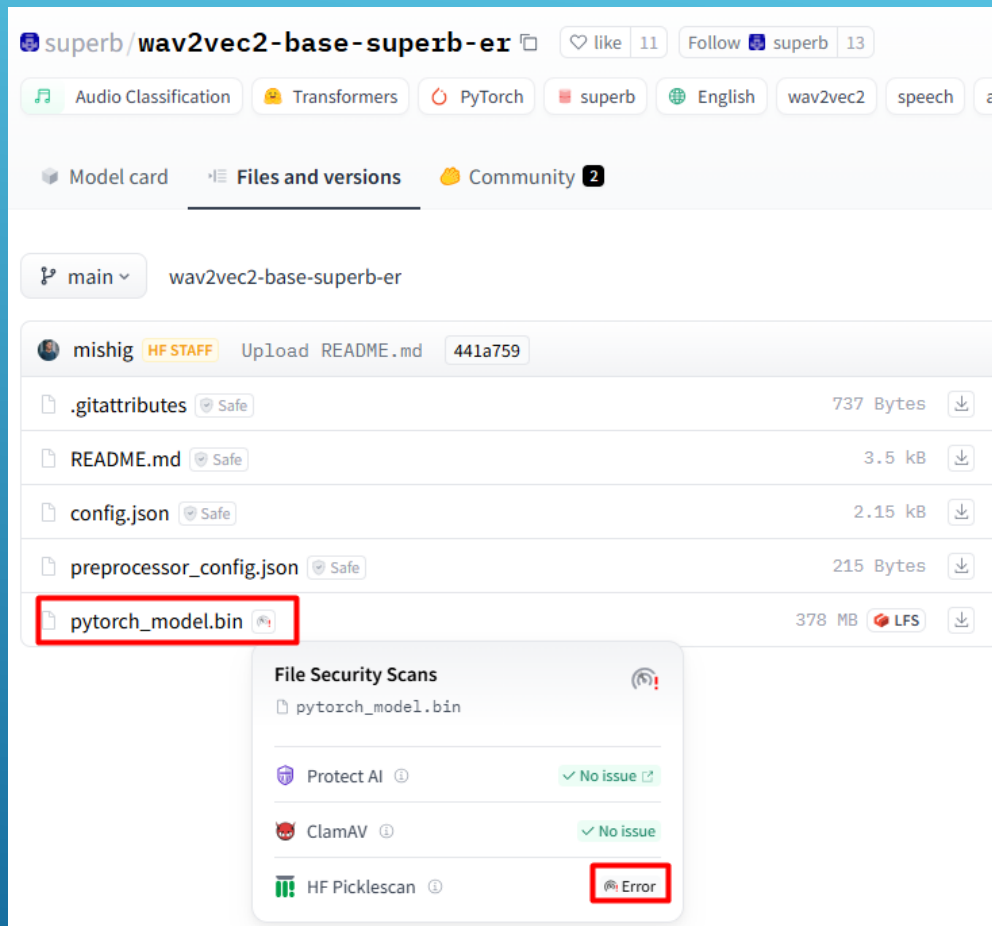 superb/wav2vec2-base-superb-er like 11 Follow superb 13
Audio Classification Transformers PyTorch superb English wav2vec2 speech
Model card Files and versions Community 2
main wav2vec2-base-superb-er
mishig HF STAFF Upload README.md 441a759
.gitattributes Safe 737 Bytes
README.md Safe 3.5 kB
config.json Safe 2.15 kB
preprocessor_config.json Safe 215 Bytes
pytorch_model.bin 378 MB LFS
File Security Scans
pytorch_model.bin
Protect AI No issue
ClamAV No issue
HF Picklescan Error